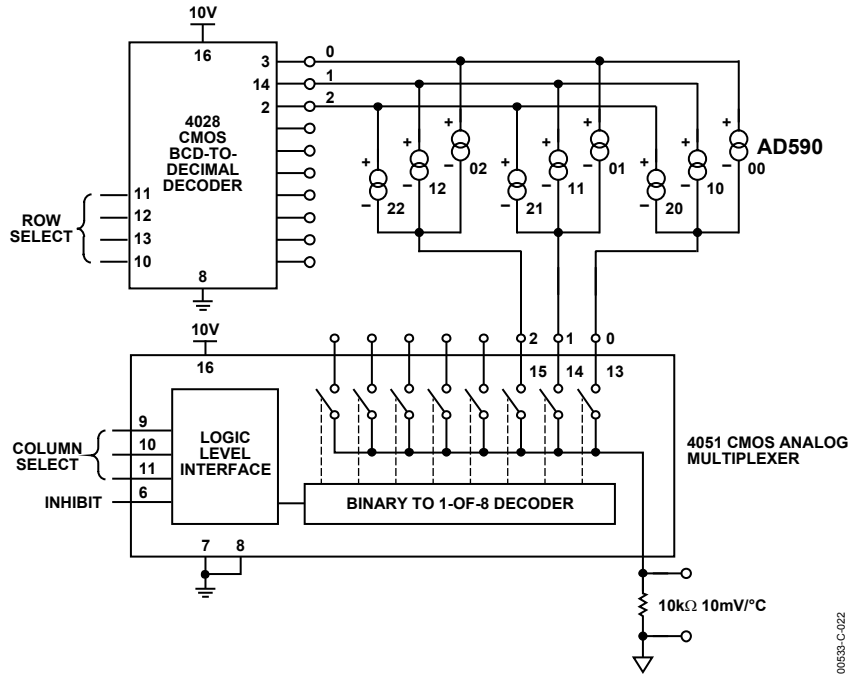 10V
16
3
0
14
1
2
2
4028
CMOS
BCD-TO-
DECIMAL
DECODER
+
–
02
+
–
12
+
–
22
+
–
01
+
–
11
+
–
21
+
–
00
+
–
10
+
–
20
AD590
ROW
SELECT
11
12
13
10
8
10V
16
2
1
0
15
14
13
COLUMN
SELECT
9
10
11
INHIBIT
6
LOGIC
LEVEL
INTERFACE
BINARY TO 1-OF-8 DECODER
4051 CMOS ANALOG
MULTIPLEXER
7
8
10kΩ 10mV/°C
00533-C-022